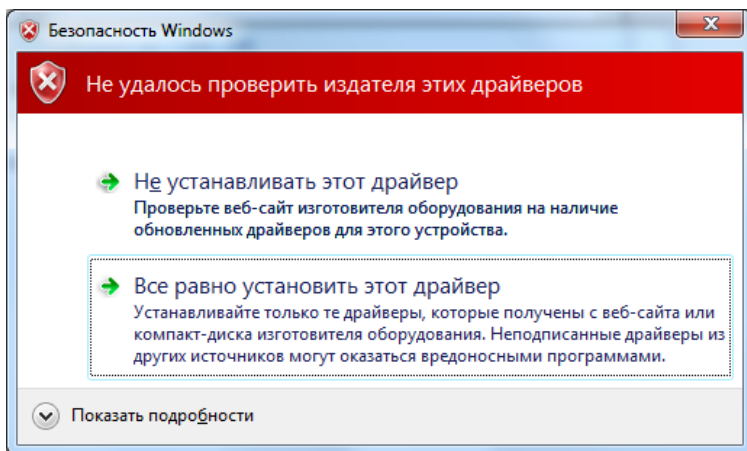 Безопасность Windows
Не удалось проверить издателя этих драйверов
Не устанавливать этот драйвер
Проверьте веб-сайт изготовителя оборудования на наличие
обновленных драйверов для этого устройства.
Все равно установить этот драйвер
Устанавливайте только те драйверы, которые получены с веб-сайта или
компакт-диска изготовителя оборудования. Неподписанные драйверы из
других источников могут оказаться вредоносными программами.
Показать подробности